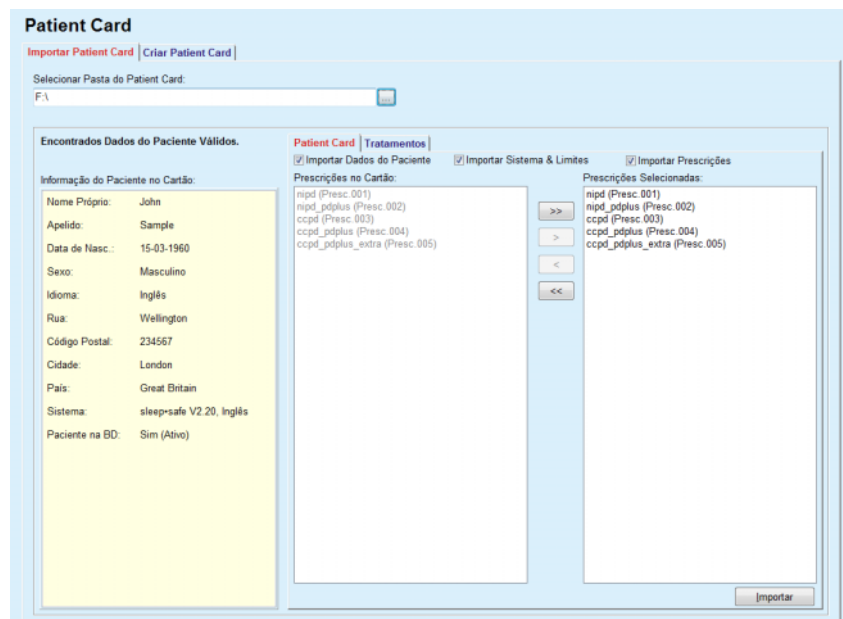 Patient Card
Importar Patient Card Criar Patient Card
Selecionar Pasta do Patient Card:
F:\ ...
Encontrados Dados do Paciente Válidos.
Informação do Paciente no Cartão:
Nome Próprio: John
Apelido: Sample
Data de Nasc.: 15-03-1960
Sexo: Masculino
Idioma: Inglês
Rua: Wellington
Código Postal: 234567
Cidade: London
País: Great Britain
Sistema: sleep•safe V2.20, Inglês
Paciente na BD: Sim (Ativo)
Patient Card Tratamentos
Importar Dados do Paciente Importar Sistema & Limites Importar Prescrições
Prescrições no Cartão:
nipd (Presc.001)
nipd_pdplus (Presc.002)
ccpd (Presc.003)
ccpd_pdplus (Presc.004)
ccpd_pdplus_extra (Presc.005)
>>
>
<
<<
Prescrições Selecionadas:
nipd (Presc.001)
nipd_pdplus (Presc.002)
ccpd (Presc.003)
ccpd_pdplus (Presc.004)
ccpd_pdplus_extra (Presc.005)
Importar